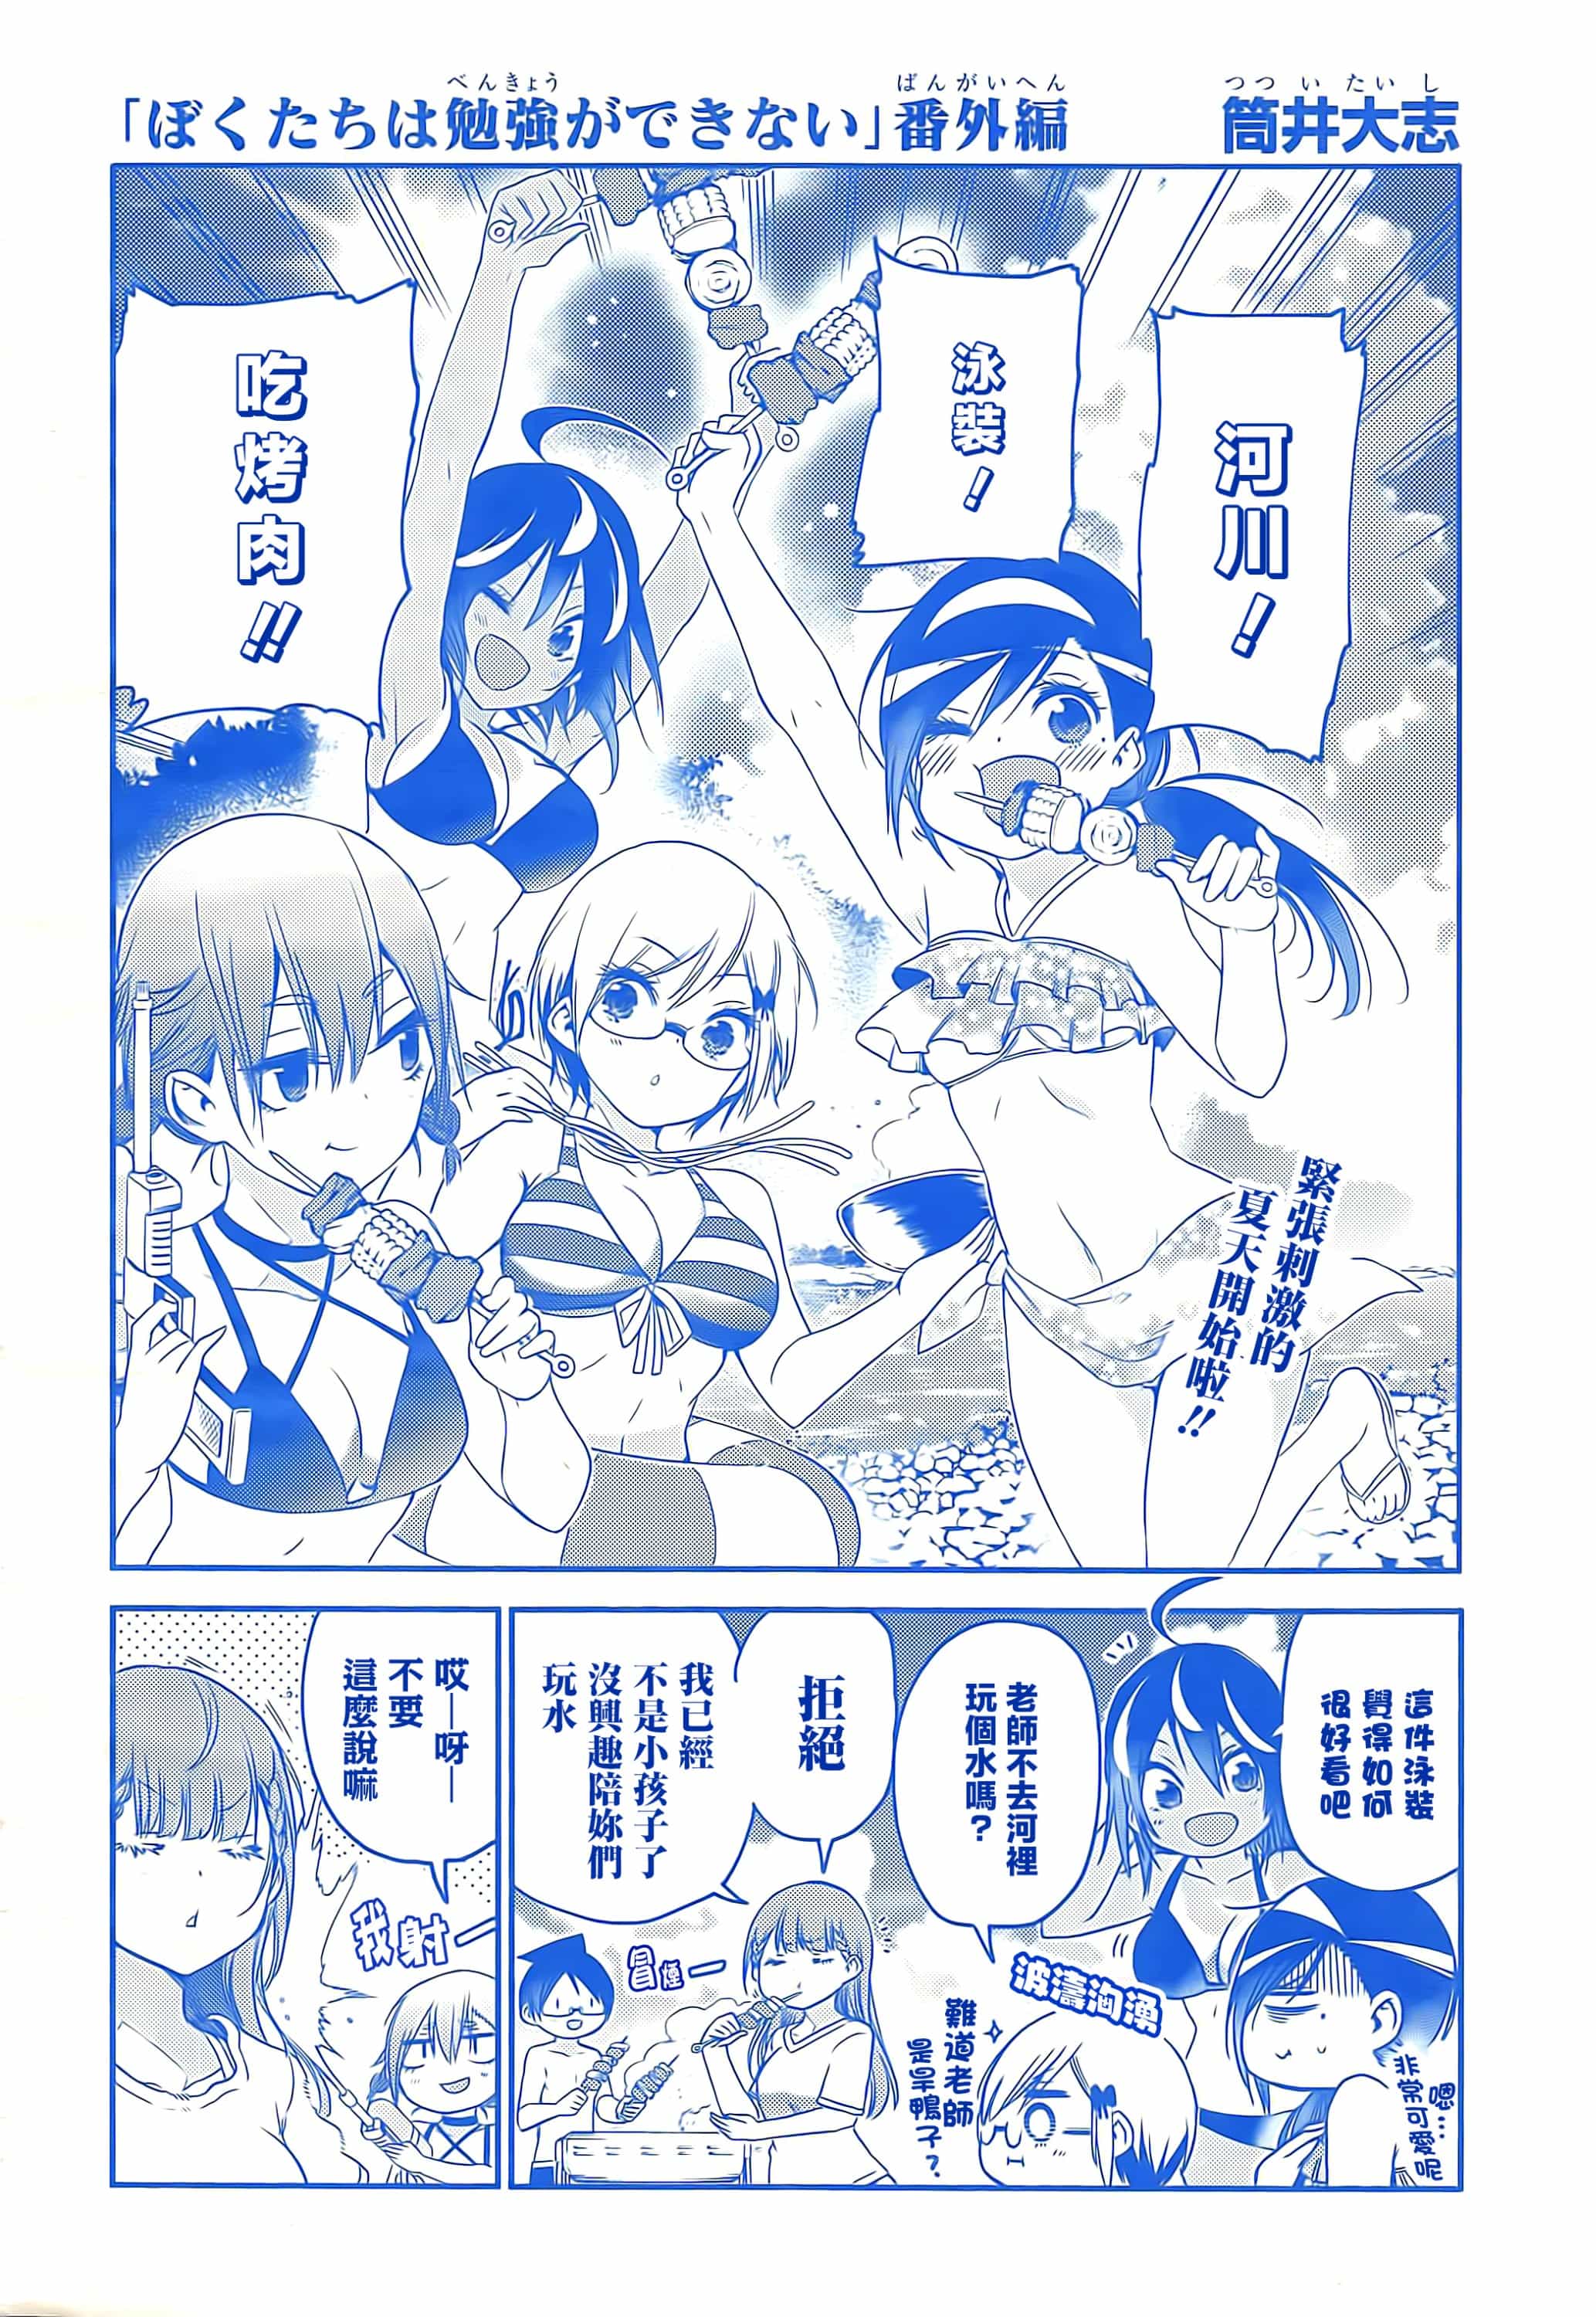 べんきょう
ばんがいへん
つつ い たい し
「ぼくたちは勉強ができない」番外編
筒井大志
河川！
泳裝！
吃烤肉!!
緊張刺激的
夏天開始啦!!
這件泳裝
覺得如何
很好看吧
嗯…
非常可愛呢
波濤洶湧
老師不去河裡
玩個水嗎？
難道老師
是旱鴨子？
拒絕
我已經
不是小孩子了
沒興趣陪妳們
玩水
冒煙—
哎—呀—
不要
這麼說嘛
我射—